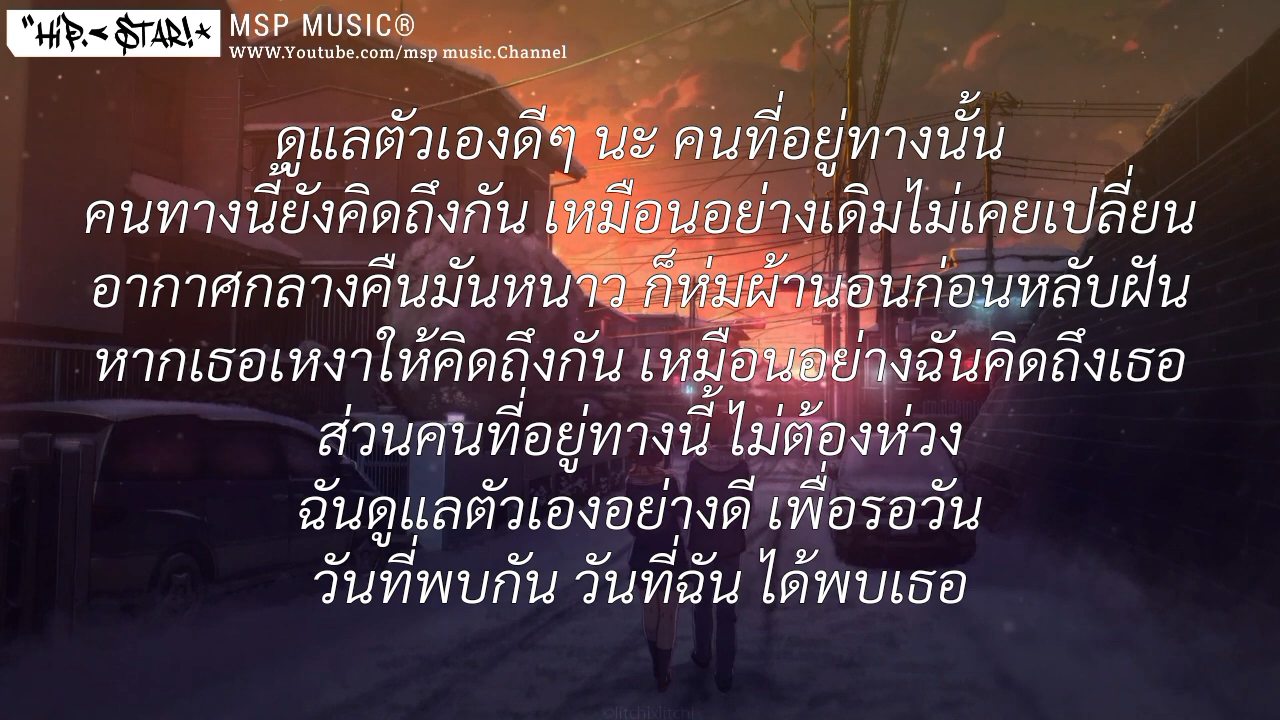 "HIP.-STAR!★
MSP MUSIC®
WWW.Youtube.com/msp music.Channel
ดูแลตัวเองดีๆ นะ คนที่อยู่ทางนั้น
คนทางนี้ยังคิดถึงกัน เหมือนอย่างเดิมไม่เคยเปลี่ยน
อากาศกลางคืนมันหนาว ก็ห่มผ้านอนก่อนหลับฝัน
หากเธอเหงาให้คิดถึงกัน เหมือนอย่างฉันคิดถึงเธอ
ส่วนคนที่อยู่ทางนี้ ไม่ต้องห่วง
ฉันดูแลตัวเองอย่างดี เพื่อรอวัน
วันที่พบกัน วันที่ฉัน ได้พบเธอ